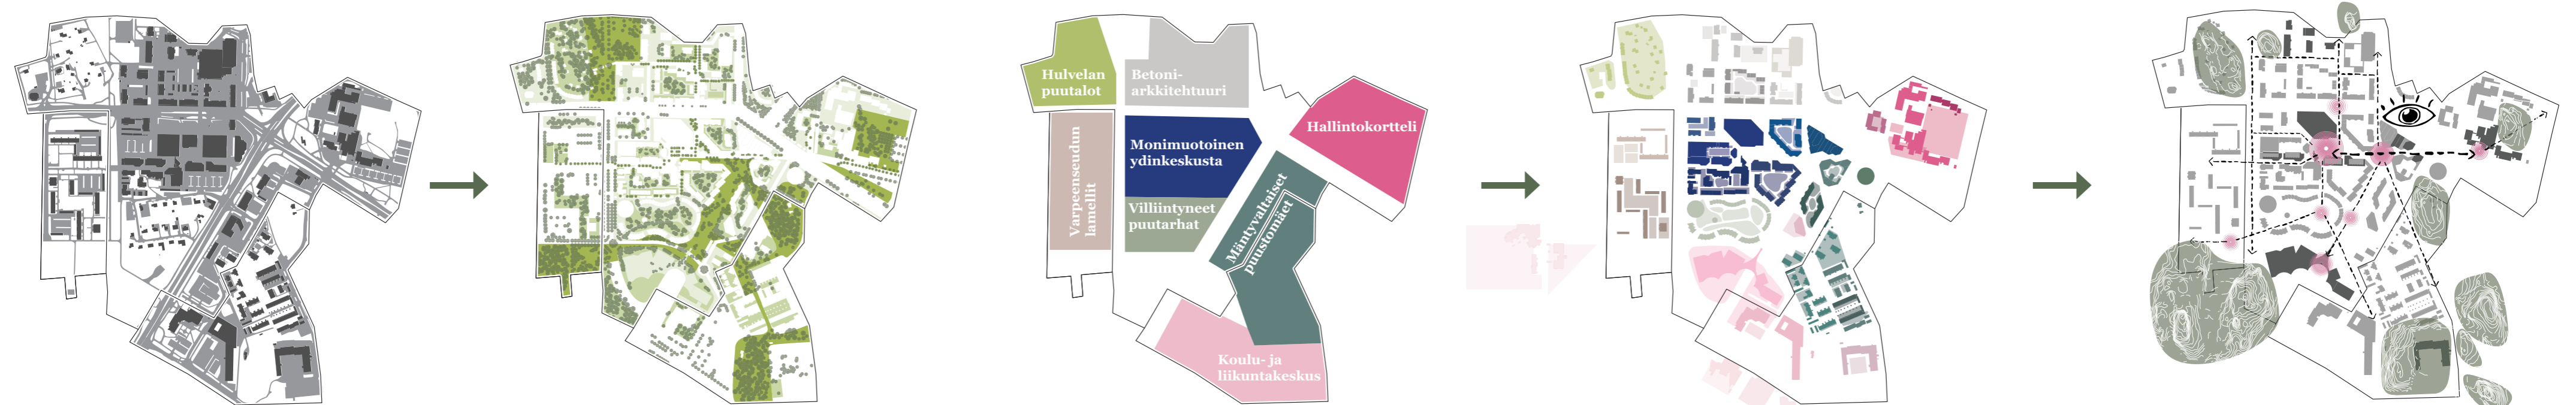 Hulvelan
puutalot
Betoni-
arkkitehtuuri
Hallintokortteli
Monimuotoinen
ydinkeskusta
Varpeenseudun
lamellit
Villiintyneet
puutarhat
Mäntyvaltaiset
puustomäet
Koulu- ja
liikuntakeskus